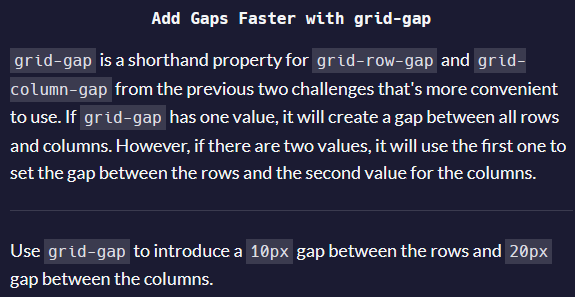 Add Gaps Faster with grid-gap
grid-gap is a shorthand property for grid-row-gap and grid-
column-gap from the previous two challenges that's more convenient
to use. If grid-gap has one value, it will create a gap between all rows
and columns. However, if there are two values, it will use the first one to
set the gap between the rows and the second value for the columns.
Use grid-gap to introduce a 10px gap between the rows and 20px
gap between the columns.